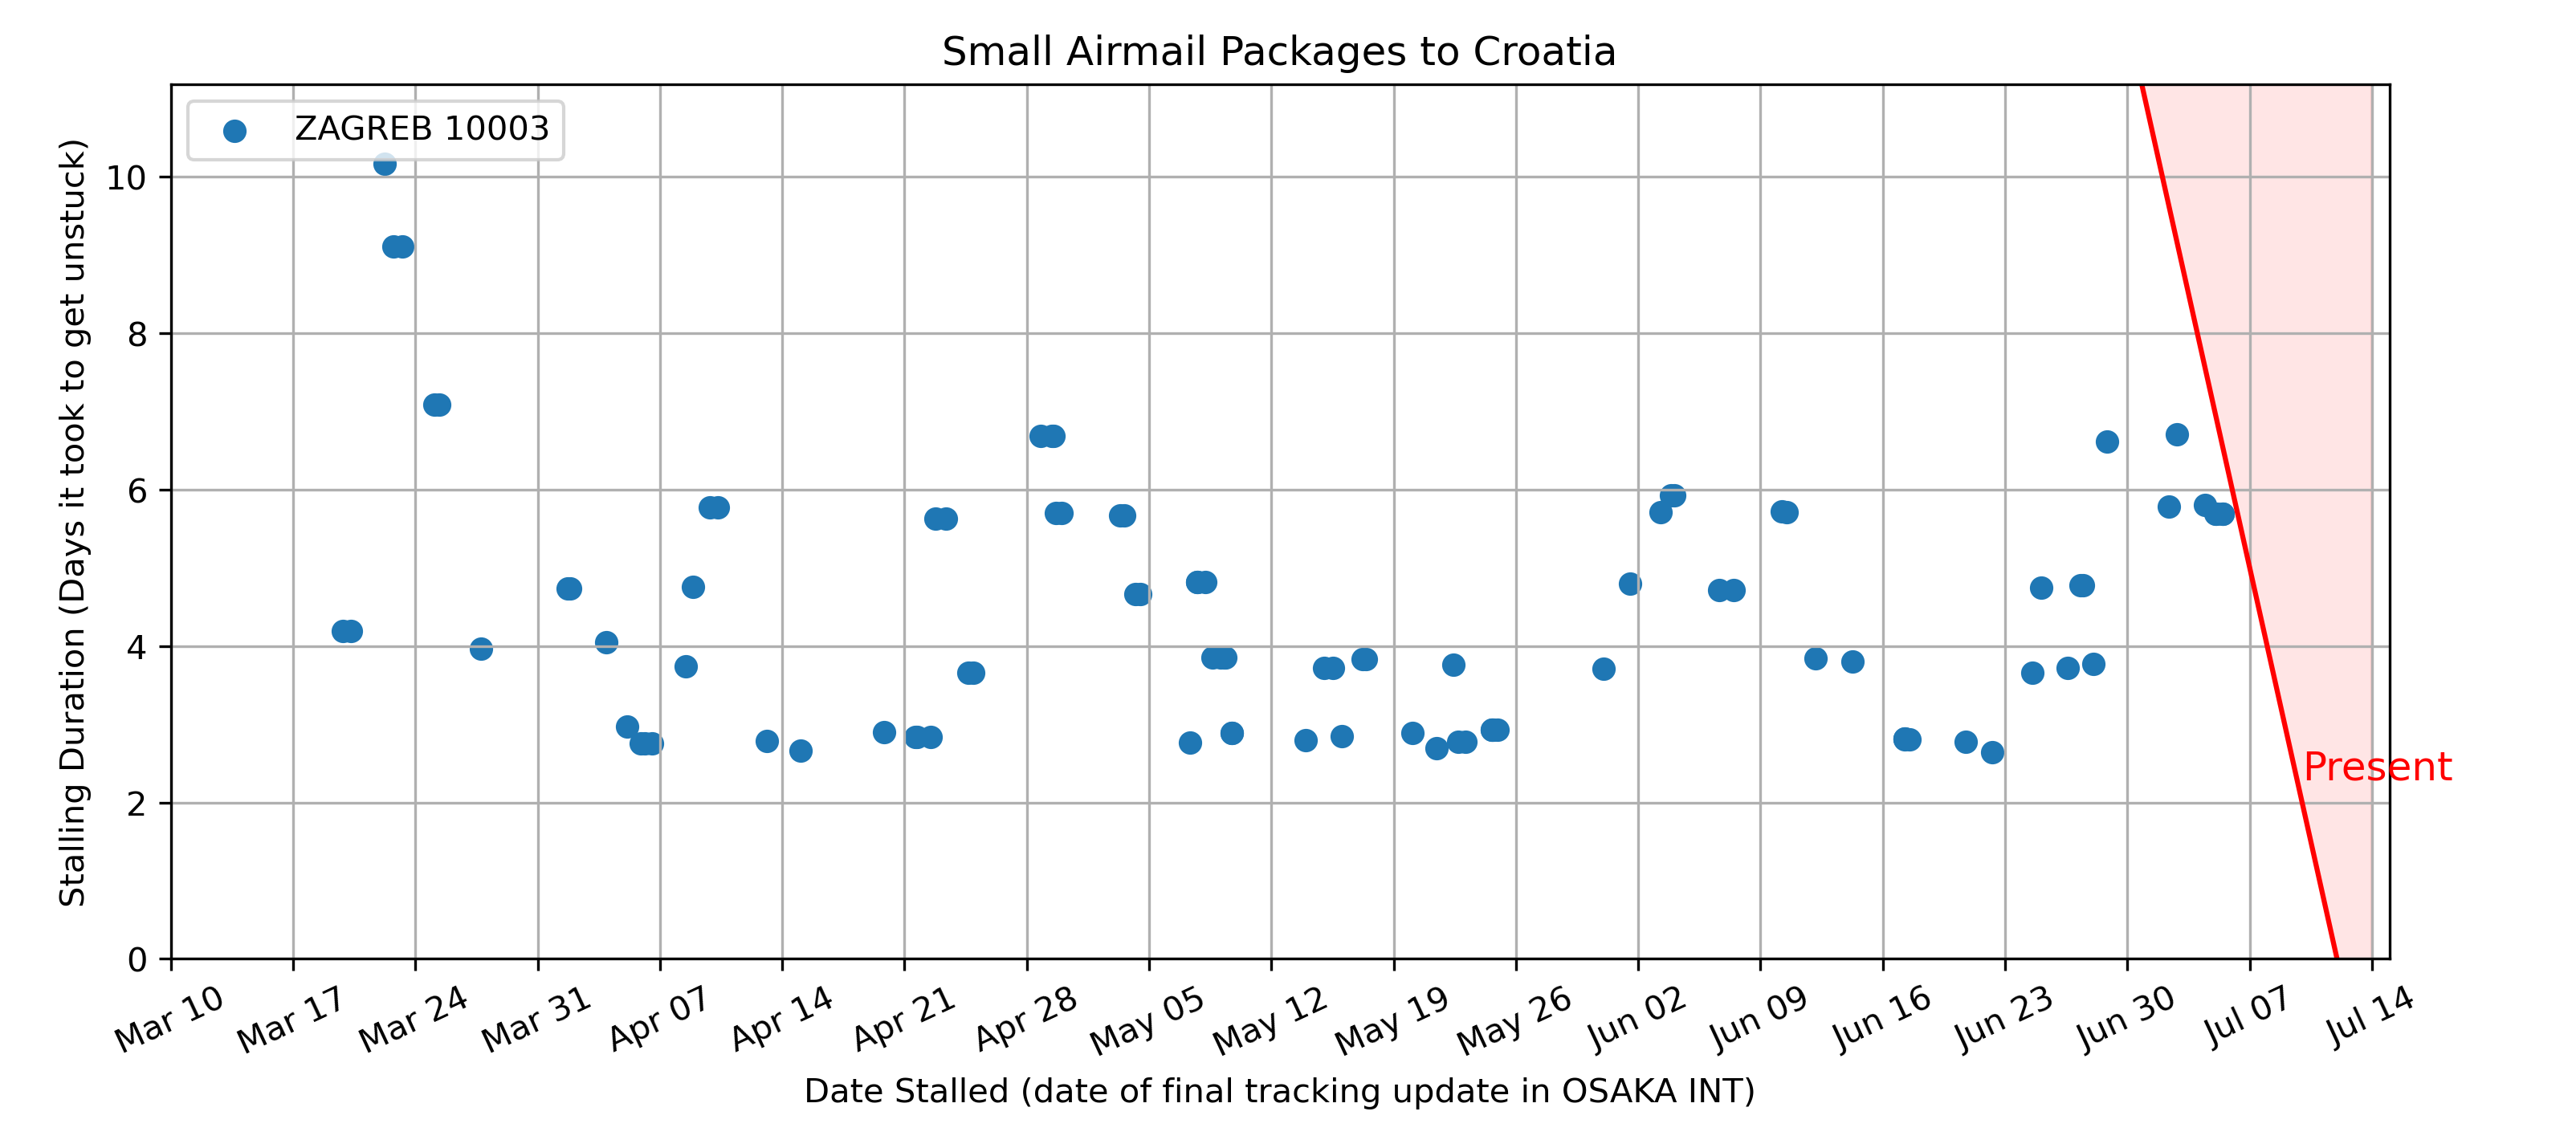 Small Airmail Packages to Croatia
ZAGREB 10003
Stalling Duration (Days it took to get unstuck)
10
8
6
4
2
0
Present
Mar 10
Mar 17
Mar 24
Mar 31
Apr 07
Apr 14
Apr 21
Apr 28
May 05
May 12
May 19
May 26
Jun 02
Jun 09
Jun 16
Jun 23
Jun 30
Jul 07
Jul 14
Date Stalled (date of final tracking update in OSAKA INT)